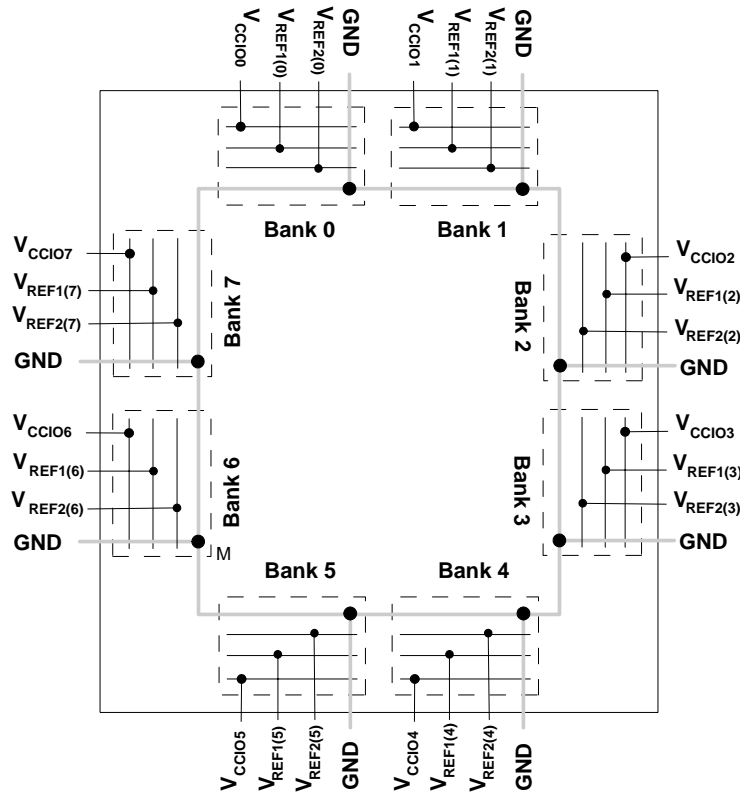 VCCIO0
VREF1(0)
VREF2(0)
GND
VCCIO1
VREF1(1)
VREF2(1)
GND
Bank 0
Bank 1
VCCIO7
VREF1(7)
VREF2(7)
GND
Bank 7
Bank 2
VCCIO2
VREF1(2)
VREF2(2)
GND
VCCIO6
VREF1(6)
VREF2(6)
GND
Bank 6
M
Bank 3
VCCIO3
VREF1(3)
VREF2(3)
GND
Bank 5
Bank 4
VCCIO5
VREF1(5)
VREF2(5)
GND
VCCIO4
VREF1(4)
VREF2(4)
GND